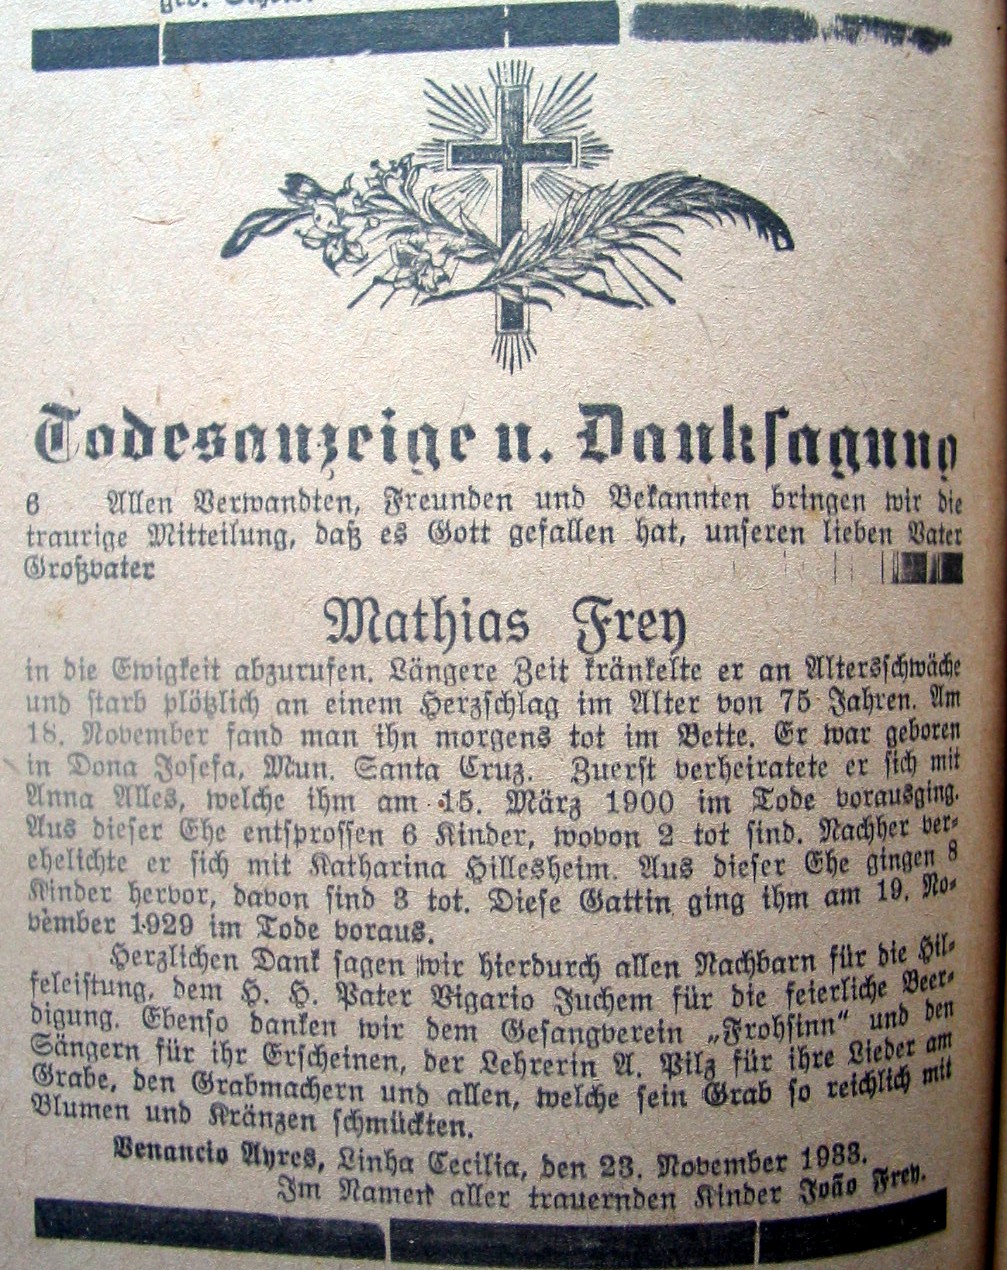 geb.
Todesanzeige u. Danksagung
6 Allen Verwandten, Freunden und Bekannten bringen wir die
traurige Mitteilung, daß es Gott gefallen hat, unseren lieben Vater
Großvater
Mathias Frey
in die Ewigkeit abzurufen. Längere Zeit kränkelte er an Altersschwäche
und starb plötzlich an einem Herzschlag im Alter von 75 Jahren. Am
18. November fand man ihn morgens tot im Bette. Er war geboren
in Dona Josefa, Mun. Santa Cruz. Zuerst verheiratete er sich mit
Anna Alles, welche ihm am 15. März 1900 im Tode vorausging.
Aus dieser Ehe entsprossen 6 Kinder, wovon 2 tot sind. Nachher ver-
ehelichte er sich mit Katharina Hillesheim. Aus dieser Ehe gingen 8
Kinder hervor, davon sind 3 tot. Diese Gattin ging ihm am 19. No-
vember 1929 im Tode voraus.
Herzlichen Dank sagen wir hierdurch allen Nachbarn für die Hil-
feleistung, dem H. H. Pater Vigario Juchem für die feierliche Beer-
digung. Ebenso danken wir dem Gesangverein „Frohsinn“ und den
Sängern für ihr Erscheinen, der Lehrerin A. Pilz für ihre Lieder am
Grabe, den Grabmachern und allen, welche sein Grab so reichlich mit
Blumen und Kränzen schmückten.
Venancio Ayres, Linha Cecilia, den 23. November 1933.
Im Namen aller trauernden Kinder João Frey.